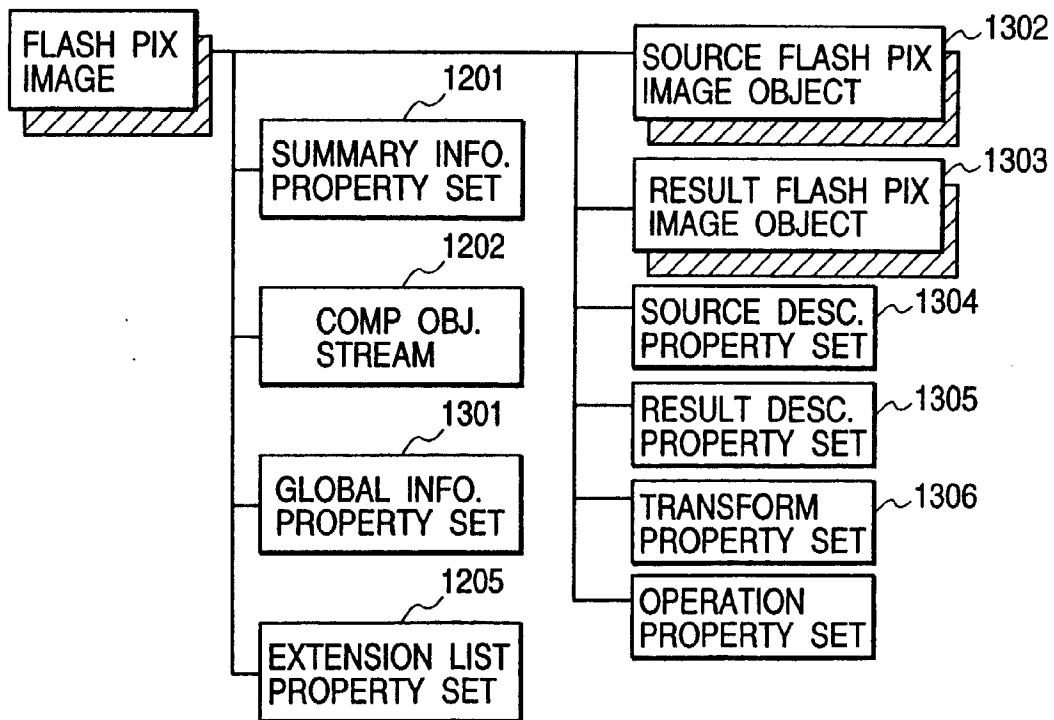 FLASH PIX
IMAGE
1201
SUMMARY INFO.
PROPERTY SET
1202
COMP OBJ.
STREAM
1301
GLOBAL INFO.
PROPERTY SET
1205
EXTENSION LIST
PROPERTY SET
1302
SOURCE FLASH PIX
IMAGE OBJECT
1303
RESULT FLASH PIX
IMAGE OBJECT
1304
SOURCE DESC.
PROPERTY SET
1305
RESULT DESC.
PROPERTY SET
1306
TRANSFORM
PROPERTY SET
OPERATION
PROPERTY SET